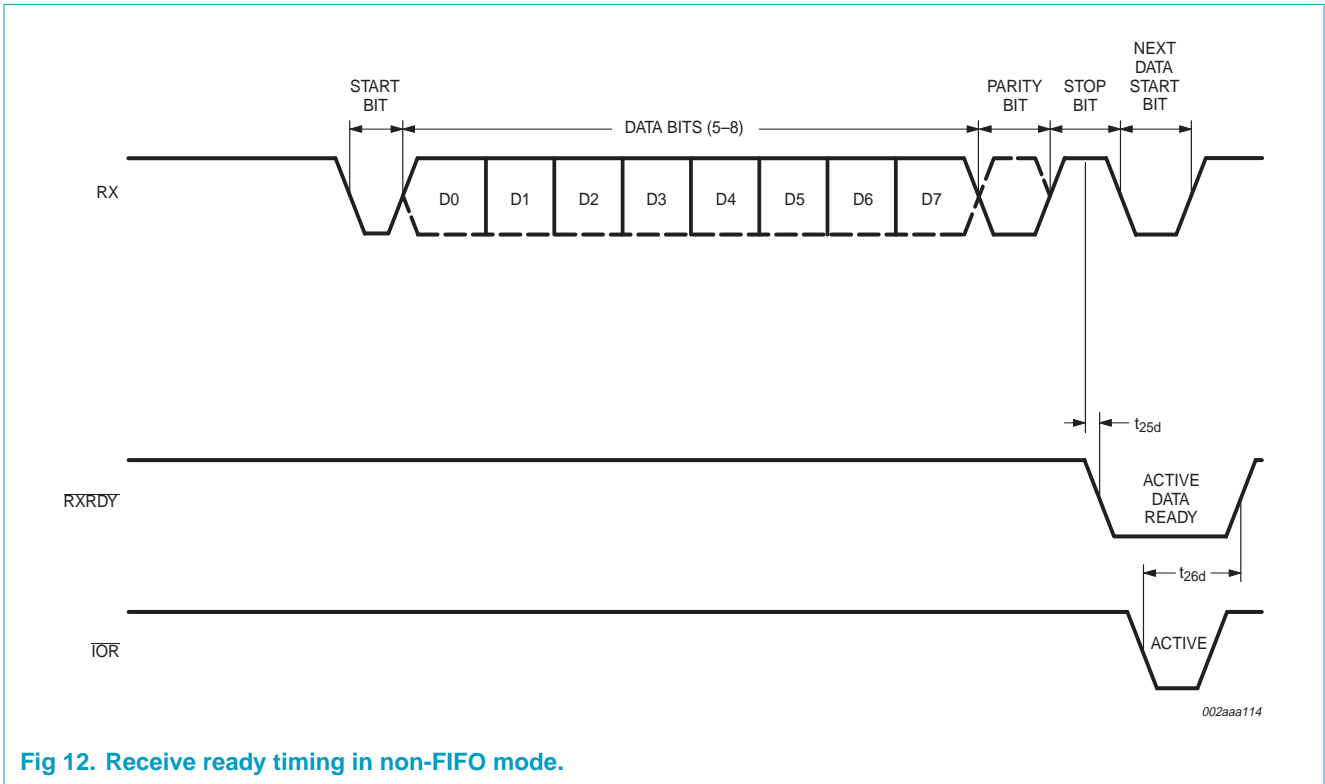 NEXT
DATA
START
BIT
START
BIT
PARITY
BIT
STOP
BIT
DATA BITS (5–8)
RX
D0 D1 D2 D3 D4 D5 D6 D7
t25d
RXRDY
ACTIVE
DATA
READY
t26d
IOR
ACTIVE
002aaa114
Fig 12. Receive ready timing in non-FIFO mode.